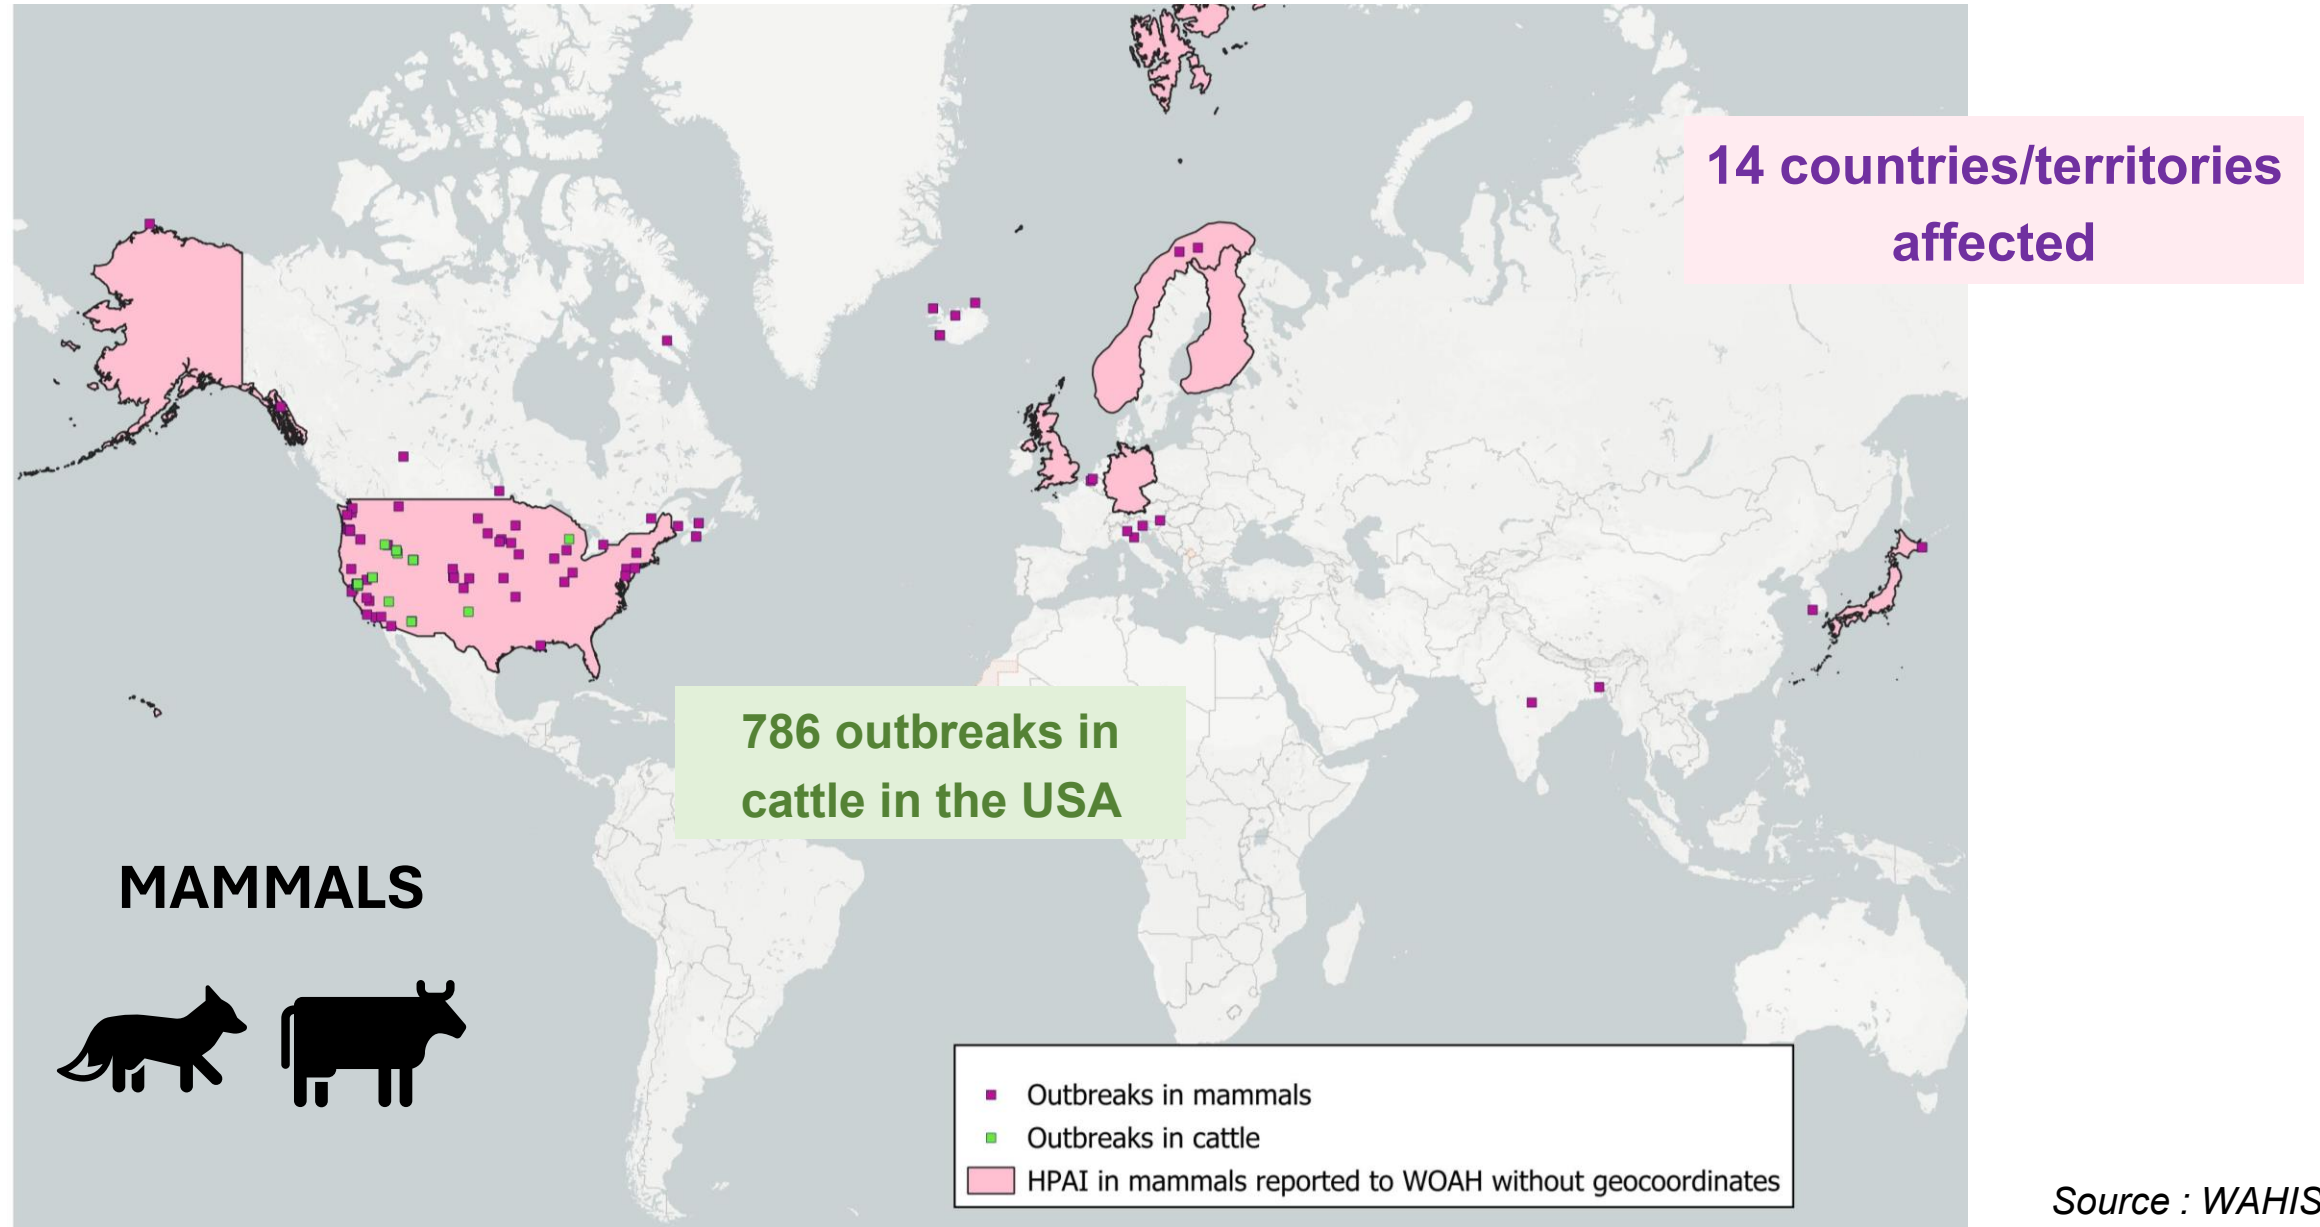 14 countries/territories
affected
786 outbreaks in
cattle in the USA
MAMMALS
Outbreaks in mammals
Outbreaks in cattle
HPAI in mammals reported to WOAH without geocoordinates
Source : WAHIS